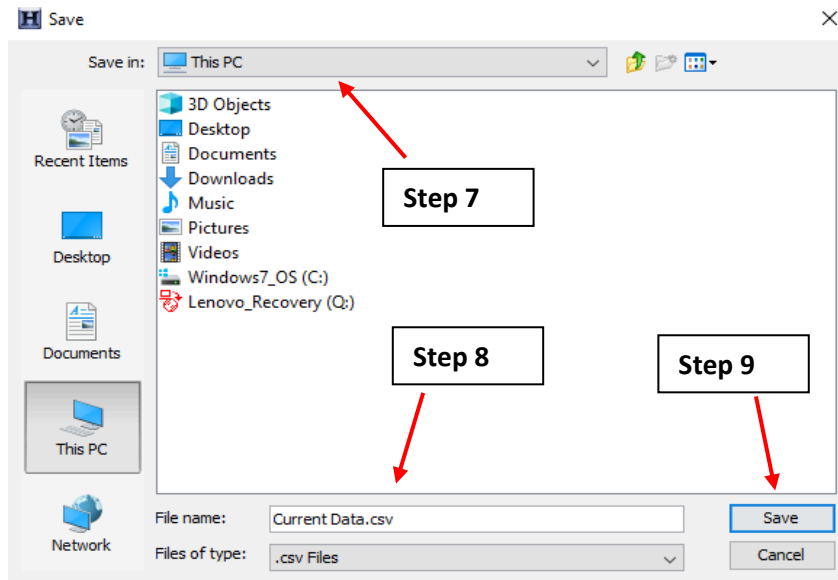 H Save
Save in: This PC
Recent Items
Desktop
Documents
This PC
Network
3D Objects
Desktop
Documents
Downloads
Music
Pictures
Videos
Windows7_OS (C:)
Lenovo_Recovery (Q:)
Step 7
Step 8
Step 9
File name: Current Data.csv Save
Files of type: .csv Files Cancel